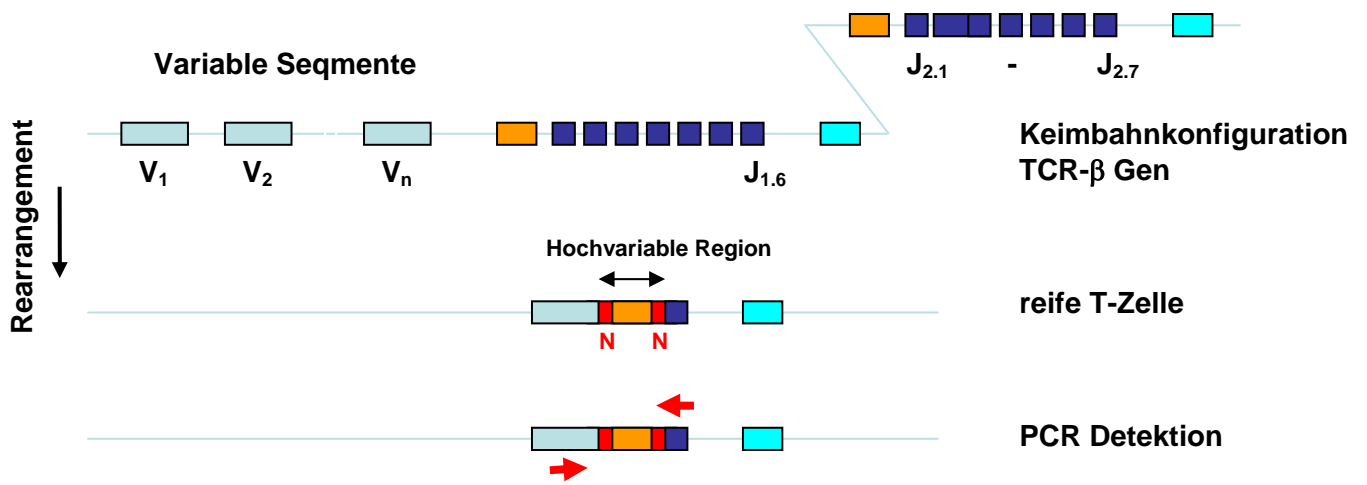 J2.1 - J2.7
Variable Seqmente
Keimbahnkonfiguration
TCR-β Gen
V1 V2 Vn J1.6
Rearrangement
Hochvariable Region
reife T-Zelle
N N
PCR Detektion